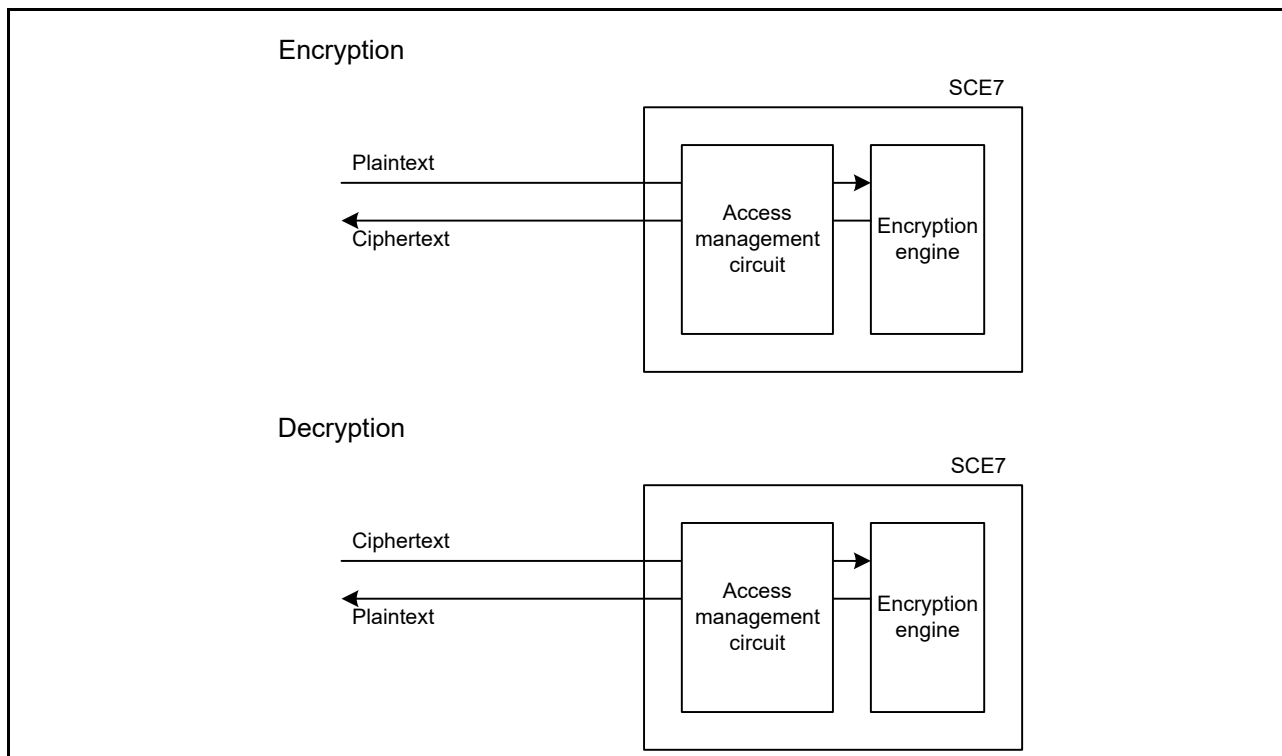 Encryption
SCE7
Plaintext
Ciphertext
Access
management
circuit
Encryption
engine
Decryption
SCE7
Ciphertext
Plaintext
Access
management
circuit
Encryption
engine